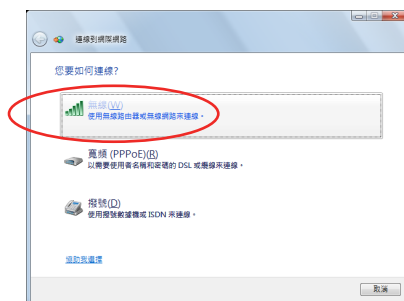 連線到網際網路
您要如何連線?
無線(W)
使用無線路由器或無線網路來連線。
寬頻 (PPPoE)(R)
以需要使用者名稱和密碼的 DSL 或纜線來連線。
撥號(D)
使用撥號數據機或 ISDN 來連線。
協助我選擇
取消